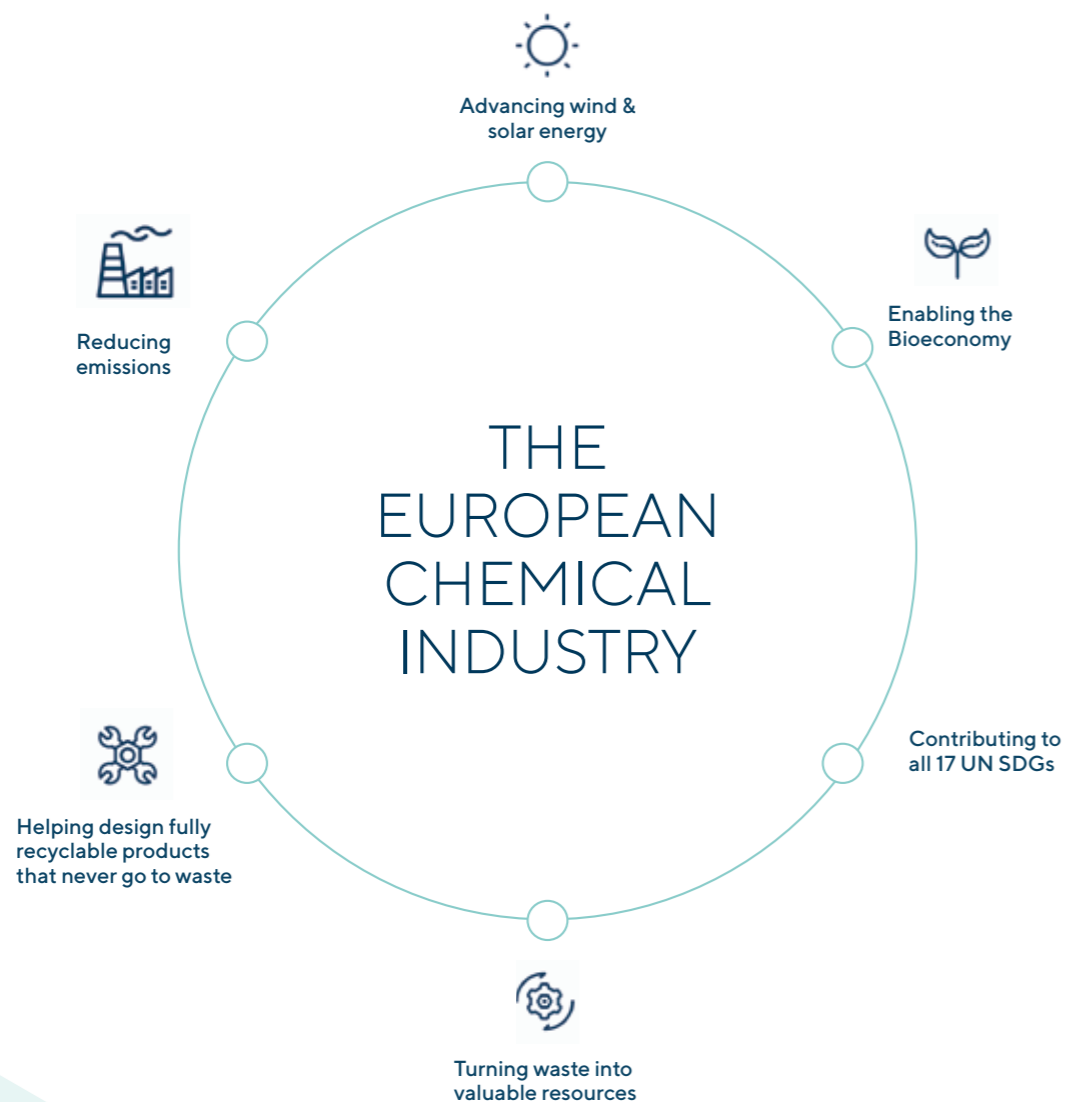 Advancing wind &
solar energy
Enabling the
Bioeconomy
Reducing
emissions
THE
EUROPEAN
CHEMICAL
INDUSTRY
Contributing to
all 17 UN SDGs
Helping design fully
recyclable products
that never go to waste
Turning waste into
valuable resources